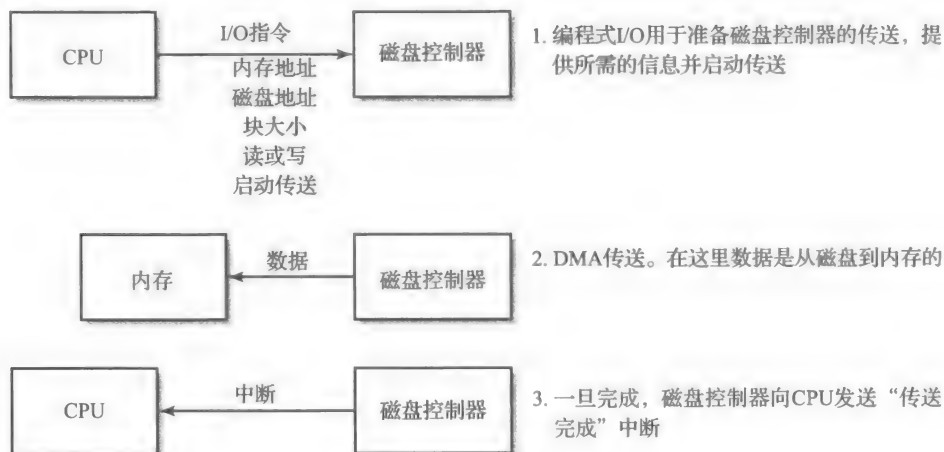 CPU
I/O指令
内存地址
磁盘地址
块大小
读或写
启动传送
磁盘控制器
1. 编程式I/O用于准备磁盘控制器的传送，提
供所需的信息并启动传送
内存
数据
磁盘控制器
2. DMA传送。在这里数据是从磁盘到内存的
CPU
中断
磁盘控制器
3. 一旦完成，磁盘控制器向CPU发送“传送
完成”中断